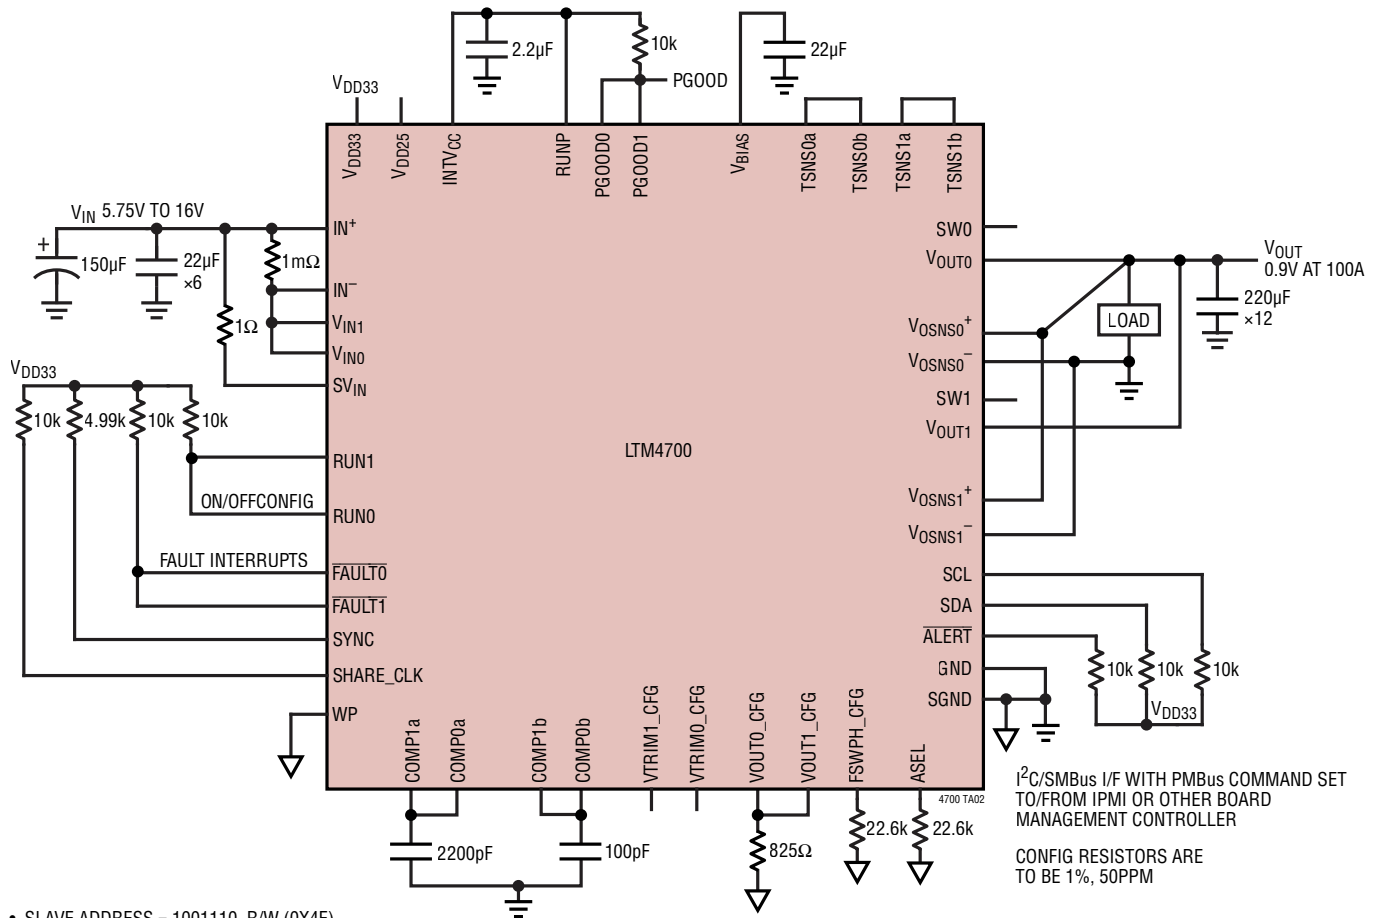 2.2µF
10k
PGOOD
22µF
VDD33
VDD33
VDD25
INTVCC
RUNP
PGOOD0
PGOOD1
VBIAS
TSNS0a
TSNS0b
TSNS1a
TSNS1b
VIN 5.75V TO 16V
+
150µF
22µF
×6
1mΩ
1Ω
IN+
IN–
VIN1
VIN0
SVIN
VDD33
10k
4.99k
10k
10k
RUN1
ON/OFFCONFIG
RUN0
FAULT INTERRUPTS
FAULT0
FAULT1
SYNC
SHARE_CLK
WP
LTM4700
SW0
VOUT0
VOSNS0+
VOSNS0–
SW1
VOUT1
VOSNS1+
VOSNS1–
SCL
SDA
ALERT
GND
SGND
VOUT
0.9V AT 100A
LOAD
220µF
×12
10k
10k
10k
VDD33
COMP1a
COMP0a
COMP1b
COMP0b
VTRIM1_CFG
VTRIM0_CFG
VOUT0_CFG
VOUT1_CFG
FSWPH_CFG
ASEL
4700 TA02
2200pF
100pF
825Ω
22.6k
22.6k
I2C/SMBus I/F WITH PMBus COMMAND SET
TO/FROM IPMI OR OTHER BOARD
MANAGEMENT CONTROLLER
CONFIG RESISTORS ARE
TO BE 1%, 50PPM
• SLAVE ADDRESS = 1001110_R/W (0X4E)